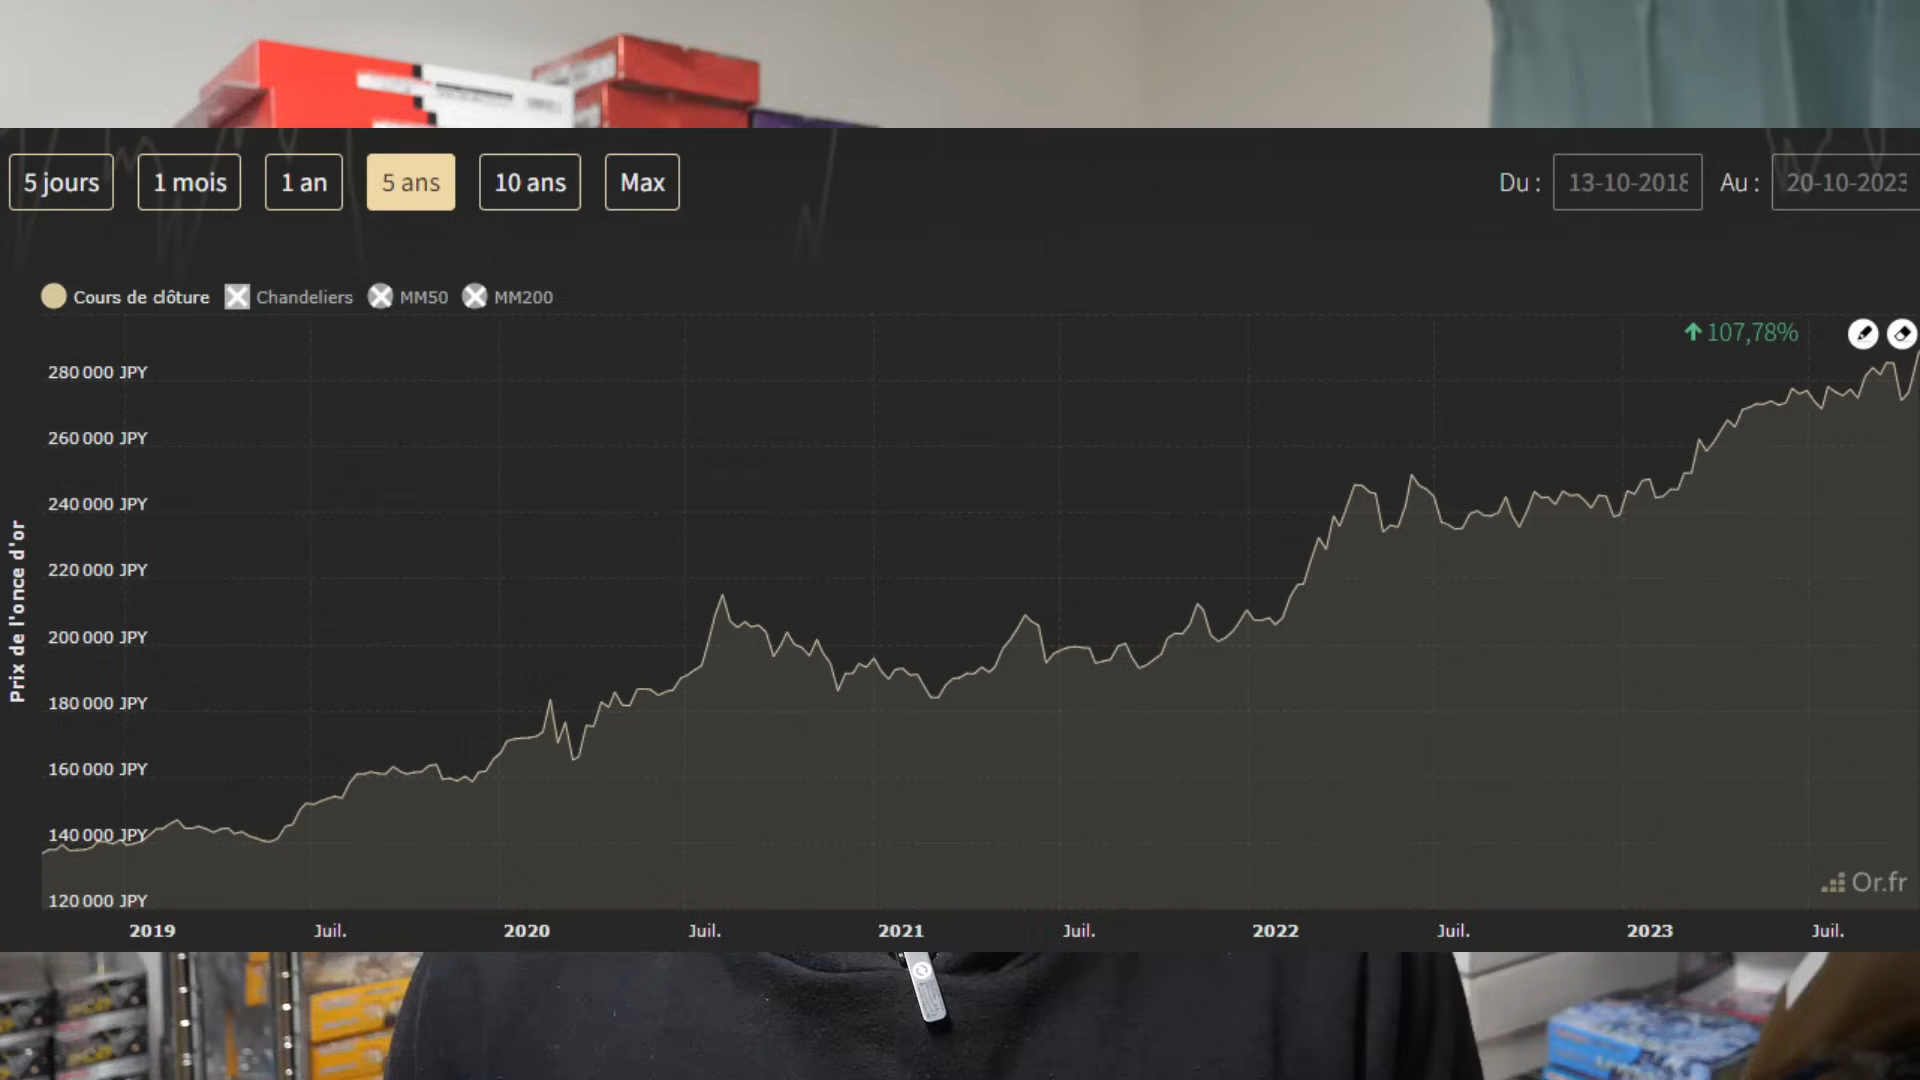 5 jours 1 mois 1 an 5 ans 10 ans Max Du : 13-10-2018 Au : 20-10-2023
Cours de clôture Chandeliers MM50 MM200
107,78%
280 000 JPY
260 000 JPY
240 000 JPY
220 000 JPY
200 000 JPY
180 000 JPY
160 000 JPY
140 000 JPY
120 000 JPY
Prix de l'once d'or
Or.fr
2019 Juil. 2020 Juil. 2021 Juil. 2022 Juil. 2023 Juil.